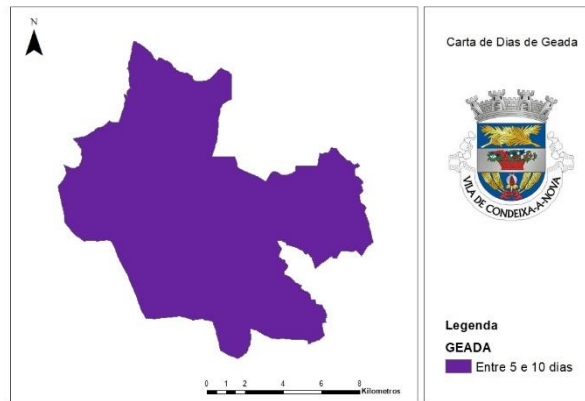 N
Carta de Dias de Geada
VILA DE CONDEIXA-A-NOVA
Legenda
GEADA
Entre 5 e 10 dias
0 1 2 4 6 8
Kilometros